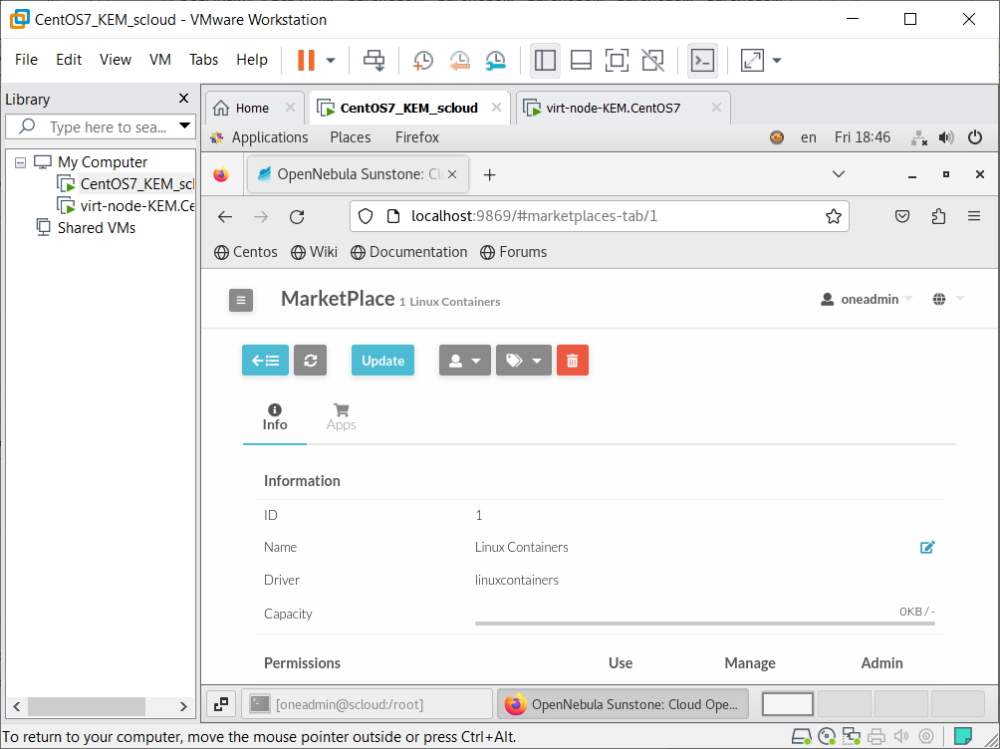 CentOS7_KEM_scloud - VMware Workstation
File Edit View VM Tabs Help
Library
Type here to sea...
My Computer
CentOS7_KEM_scl
virt-node-KEM.Ce
Shared VMs
Home CentOS7_KEM_scloud virt-node-KEM.CentOS7
Applications Places Firefox en Fri 18:46
OpenNebula Sunstone: Clo
localhost:9869/#marketplaces-tab/1
Centos Wiki Documentation Forums
MarketPlace 1 Linux Containers oneadmin
Update
Info Apps
Information
ID 1
Name Linux Containers
Driver linuxcontainers
Capacity 0KB / -
Permissions Use Manage Admin
[oneadmin@scloud:/root] OpenNebula Sunstone: Cloud Ope...
To return to your computer, move the mouse pointer outside or press Ctrl+Alt.